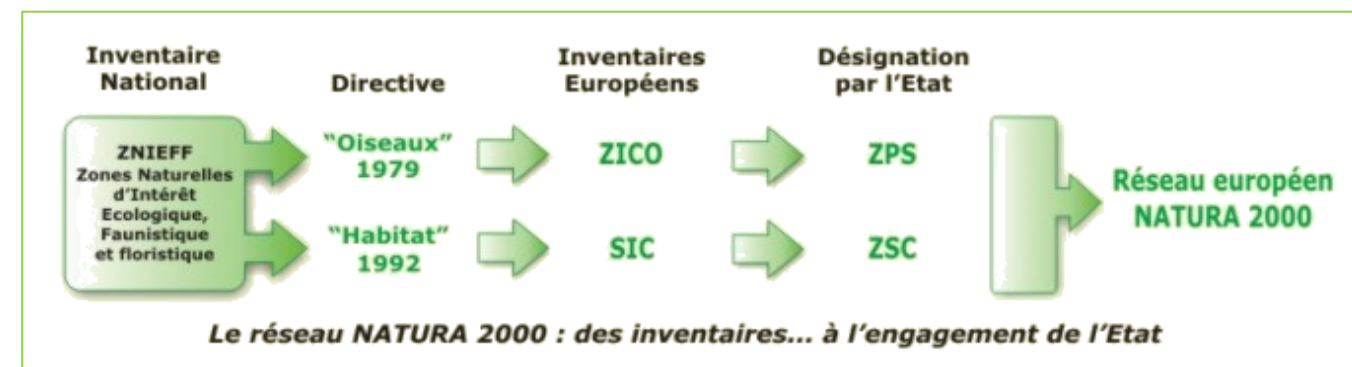 Inventaire
National
Directive
Inventaires
Européens
Désignation
par l'Etat
ZNIEFF
Zones Naturelles
d'Intérêt
Ecologique,
Faunistique
et floristique
"Oiseaux"
1979
ZICO
ZPS
"Habitat"
1992
SIC
ZSC
Réseau européen
NATURA 2000
Le réseau NATURA 2000 : des inventaires... à l'engagement de l'Etat